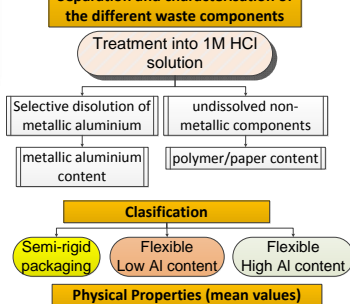 Separation and characterisation of
the different waste components
Treatment into 1M HCl
solution
Selective disolution of
metallic aluminium
undissolved non-
metallic components
metallic aluminium
content
polymer/paper content
Clasification
Semi-rigid
packaging
Flexible
Low Al content
Flexible
High Al content
Physical Properties (mean values)